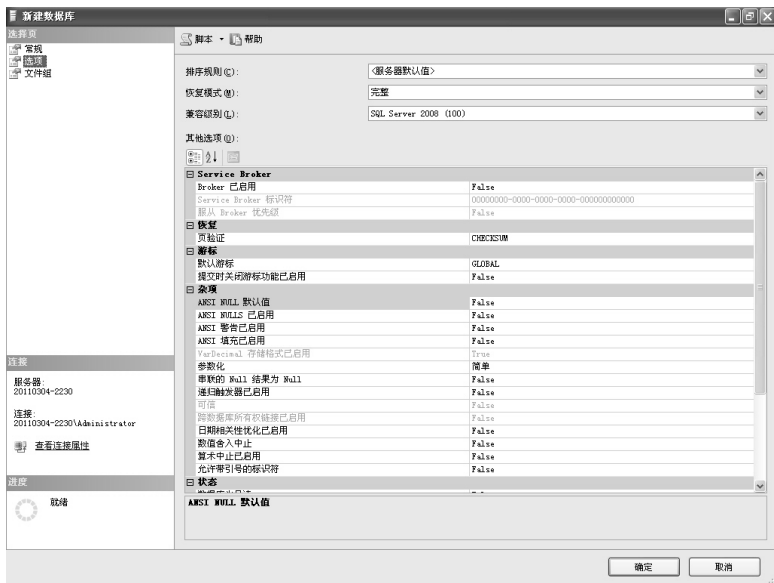 新建数据库
选择页
常规
选项
文件组
脚本 帮助
排序规则(C): <服务器默认值>
恢复模式(M): 完整
兼容级别(L): SQL Server 2008 (100)
其他选项(O):
Service Broker
Broker 已启用 False
Service Broker 标识符 00000000-0000-0000-0000-000000000000
服从 Broker 优先级 False
恢复
页验证 CHECKSUM
游标
默认游标 GLOBAL
提交时关闭游标功能已启用 False
杂项
ANSI NULL 默认值 False
ANSI NULLS 已启用 False
ANSI 警告已启用 False
ANSI 填充已启用 False
VarDecimal 存储格式已启用 True
参数化 简单
串联的 Null 结果为 Null False
递归触发器已启用 False
可信 False
跨数据库所有权链接已启用 False
日期相关性优化已启用 False
数值舍入中止 False
算术中止已启用 False
允许带引号的标识符 False
状态
ANSI NULL 默认值
连接
服务器:
20110304-2230
连接:
20110304-2230\Administrator
查看连接属性
进度
就绪
确定 取消